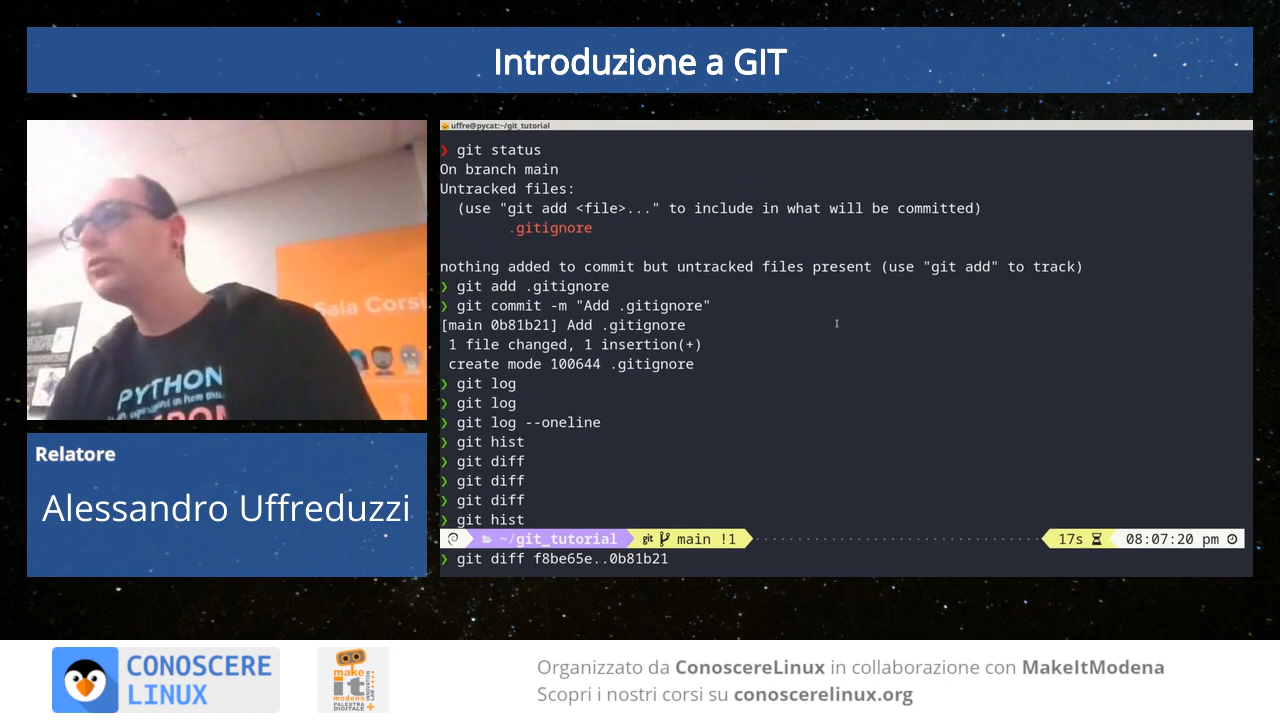 Introduzione a GIT
uffre@pycat:~/git_tutorial
❯ git status
On branch main
Untracked files:
(use "git add <file>..." to include in what will be committed)
.gitignore
nothing added to commit but untracked files present (use "git add" to track)
❯ git add .gitignore
❯ git commit -m "Add .gitignore"
[main 0b81b21] Add .gitignore
1 file changed, 1 insertion(+)
create mode 100644 .gitignore
❯ git log
❯ git log
❯ git log --oneline
❯ git hist
❯ git diff
❯ git diff
❯ git diff
❯ git hist
~/git_tutorial git main !1 17s 08:07:20 pm
❯ git diff f8be65e..0b81b21
Sala Corsi
PYTHON
Relatore
Alessandro Uffreduzzi
CONOSCERE
LINUX
make
it
modena
PALESTRA
DIGITALE
INNOVATION
LAB
Organizzato da ConoscereLinux in collaborazione con MakeItModena
Scopri i nostri corsi su conoscerelinux.org